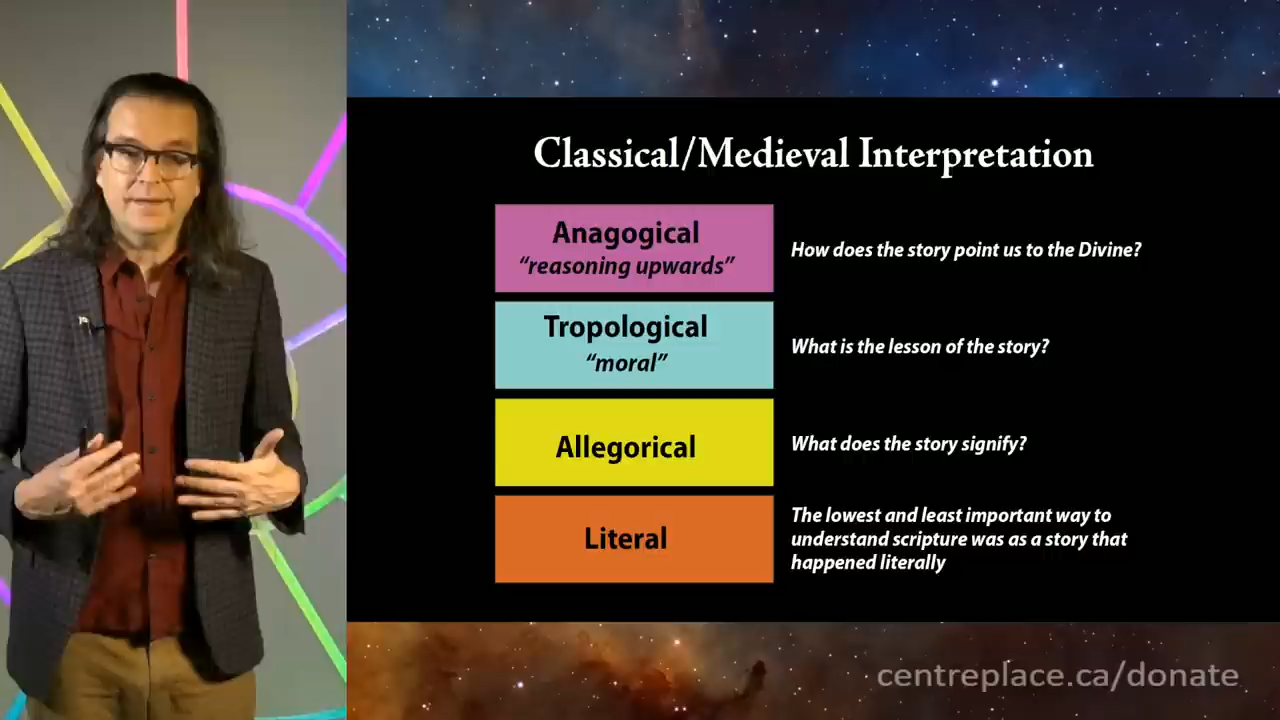 Classical/Medieval Interpretation
Anagogical
“reasoning upwards”
How does the story point us to the Divine?
Tropological
“moral”
What is the lesson of the story?
Allegorical
What does the story signify?
Literal
The lowest and least important way to
understand scripture was as a story that
happened literally
centreplace.ca/donate